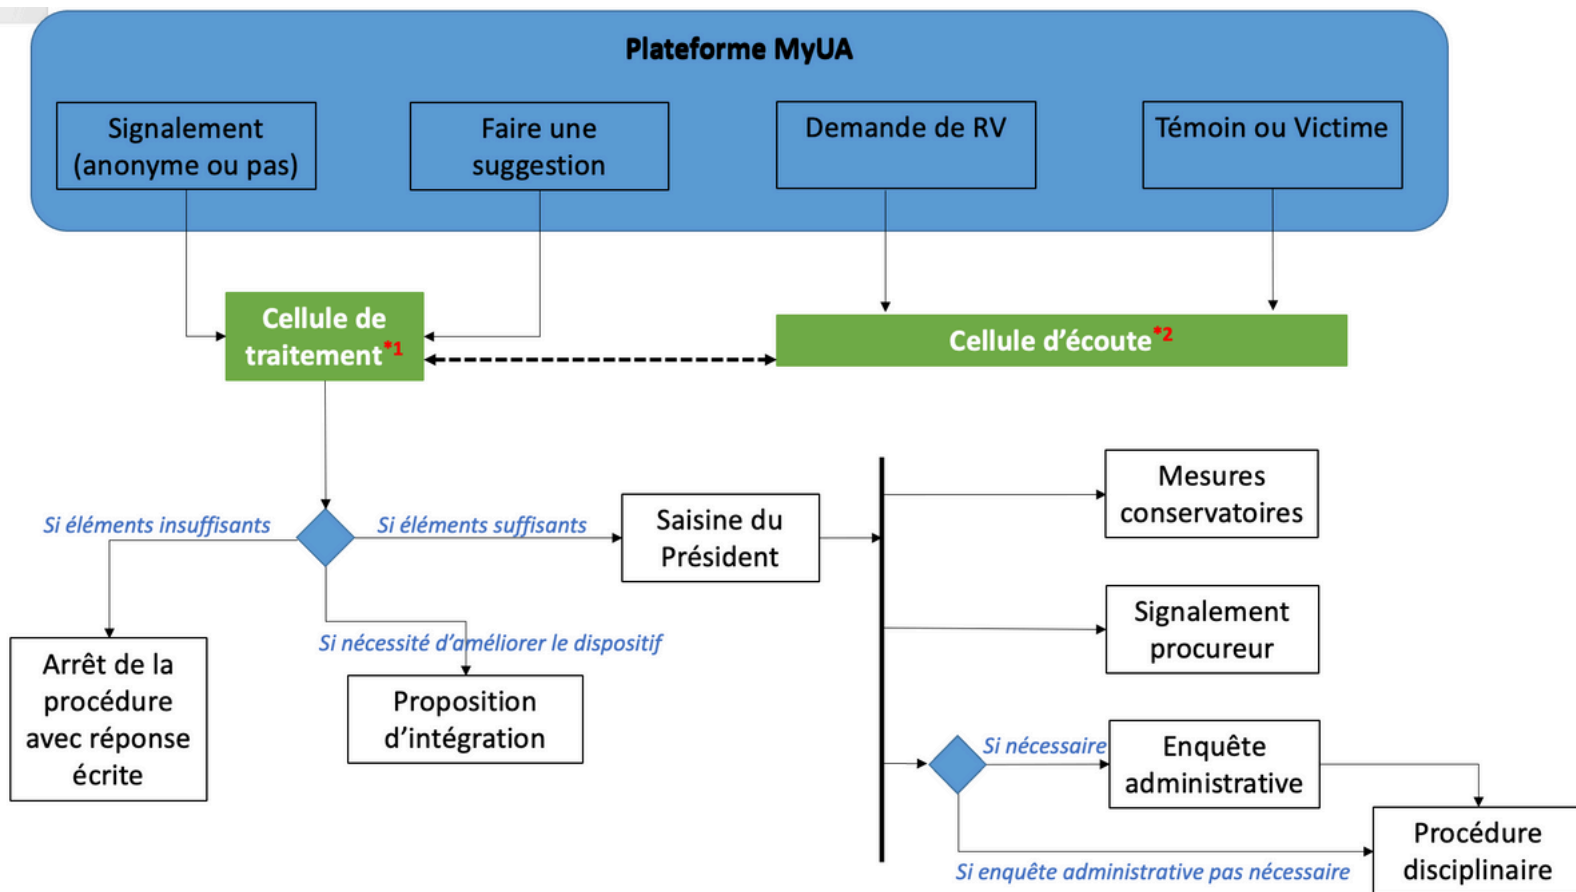 Plateforme MyUA
Signalement
(anonyme ou pas)
Faire une
suggestion
Demande de RV
Témoin ou Victime
Cellule de
traitement*1
Cellule d'écoute*2
Si éléments insuffisants
Si éléments suffisants
Saisine du
Président
Mesures
conservatoires
Signalement
procureur
Si nécessité d'améliorer le dispositif
Arrêt de la
procédure
avec réponse
écrite
Proposition
d'intégration
Si nécessaire
Enquête
administrative
Procédure
disciplinaire
Si enquête administrative pas nécessaire